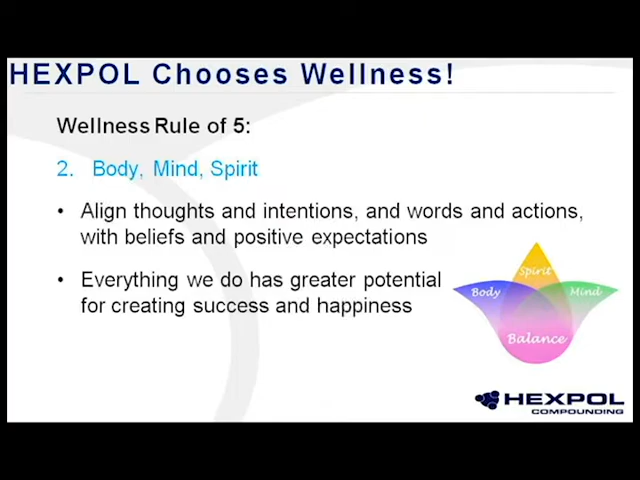 HEXPOL Chooses Wellness!
Wellness Rule of 5:
2. Body, Mind, Spirit
• Align thoughts and intentions, and words and actions,
with beliefs and positive expectations
• Everything we do has greater potential
for creating success and happiness
Spirit
Body
Mind
Balance
HEXPOL
COMPOUNDING